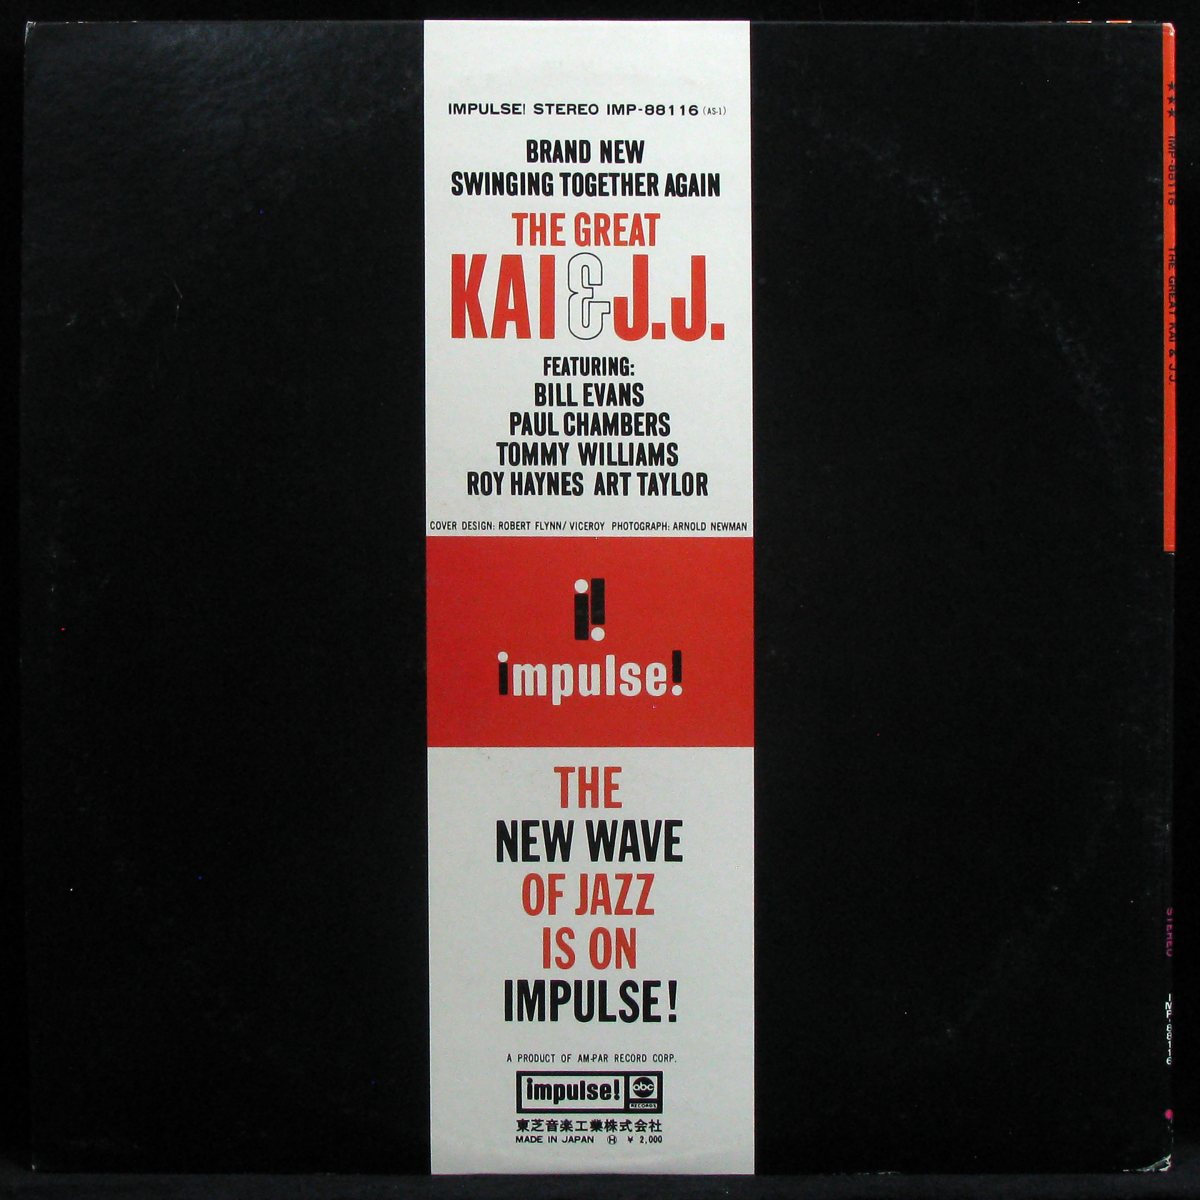 IMPULSE! STEREO IMP-88116 (AS-1)
BRAND NEW
SWINGING TOGETHER AGAIN
THE GREAT
KAI & J.J.
FEATURING:
BILL EVANS
PAUL CHAMBERS
TOMMY WILLIAMS
ROY HAYNES ART TAYLOR
COVER DESIGN: ROBERT FLYNN/VICEROY PHOTOGRAPH: ARNOLD NEWMAN
impulse!
THE
NEW WAVE
OF JAZZ
IS ON
IMPULSE!
A PRODUCT OF AM-PAR RECORD CORP.
impulse! abc
RECORDS
東芝音楽工業株式会社
MADE IN JAPAN Ⓗ ¥ 2,000
★★★ IMP-88116 THE GREAT KAI & J.J.
STEREO IMP-88116